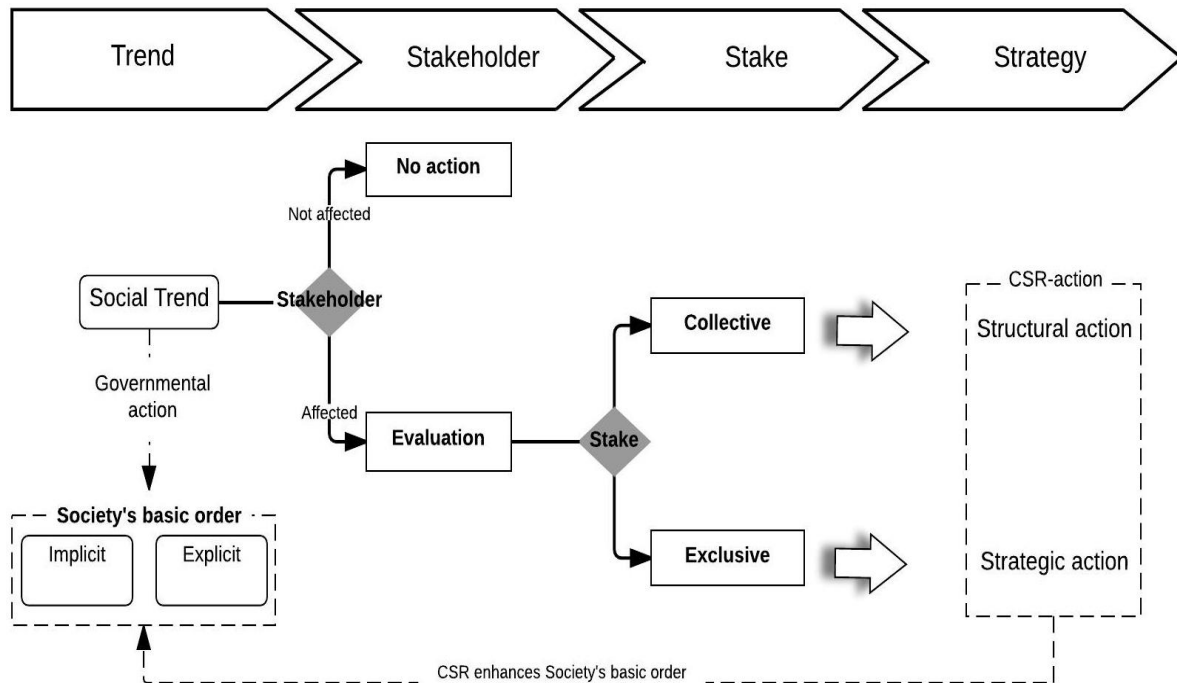 Trend
Stakeholder
Stake
Strategy
No action
Not affected
Social Trend
Stakeholder
CSR-action
Collective
Structural action
Governmental
action
Affected
Evaluation
Stake
Society's basic order
Implicit
Explicit
Exclusive
Strategic action
CSR enhances Society's basic order